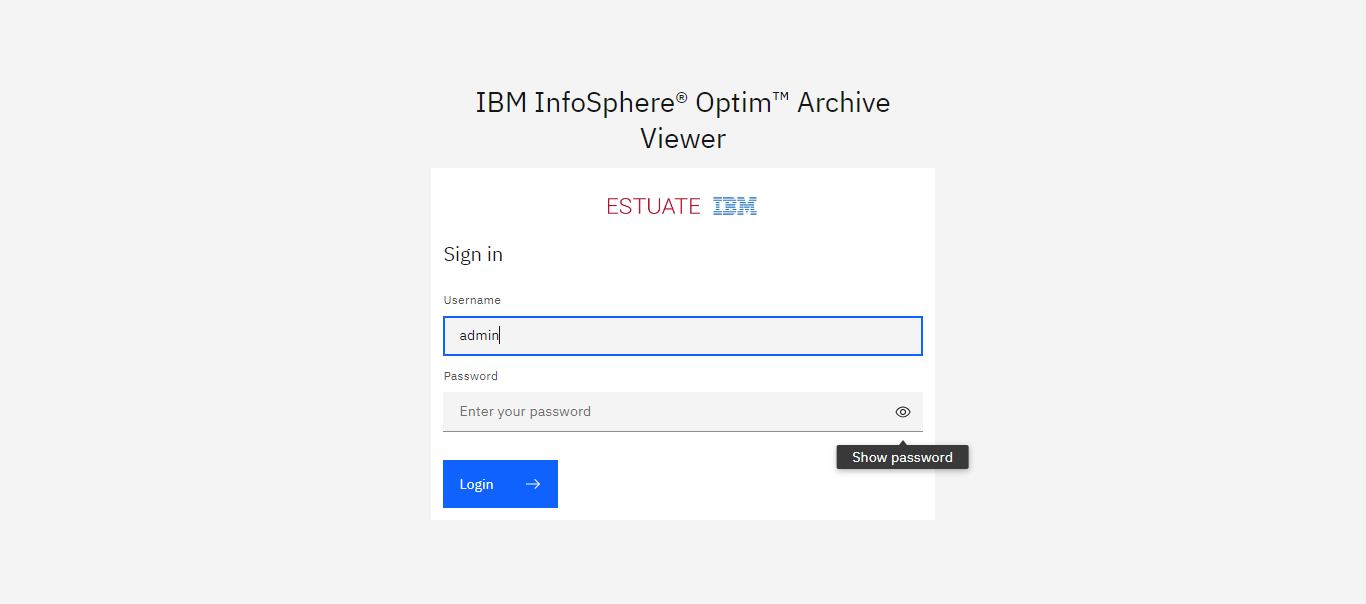 IBM InfoSphere® Optim™ Archive
Viewer
ESTUATE IBM
Sign in
Username
admin
Password
Enter your password
Show password
Login